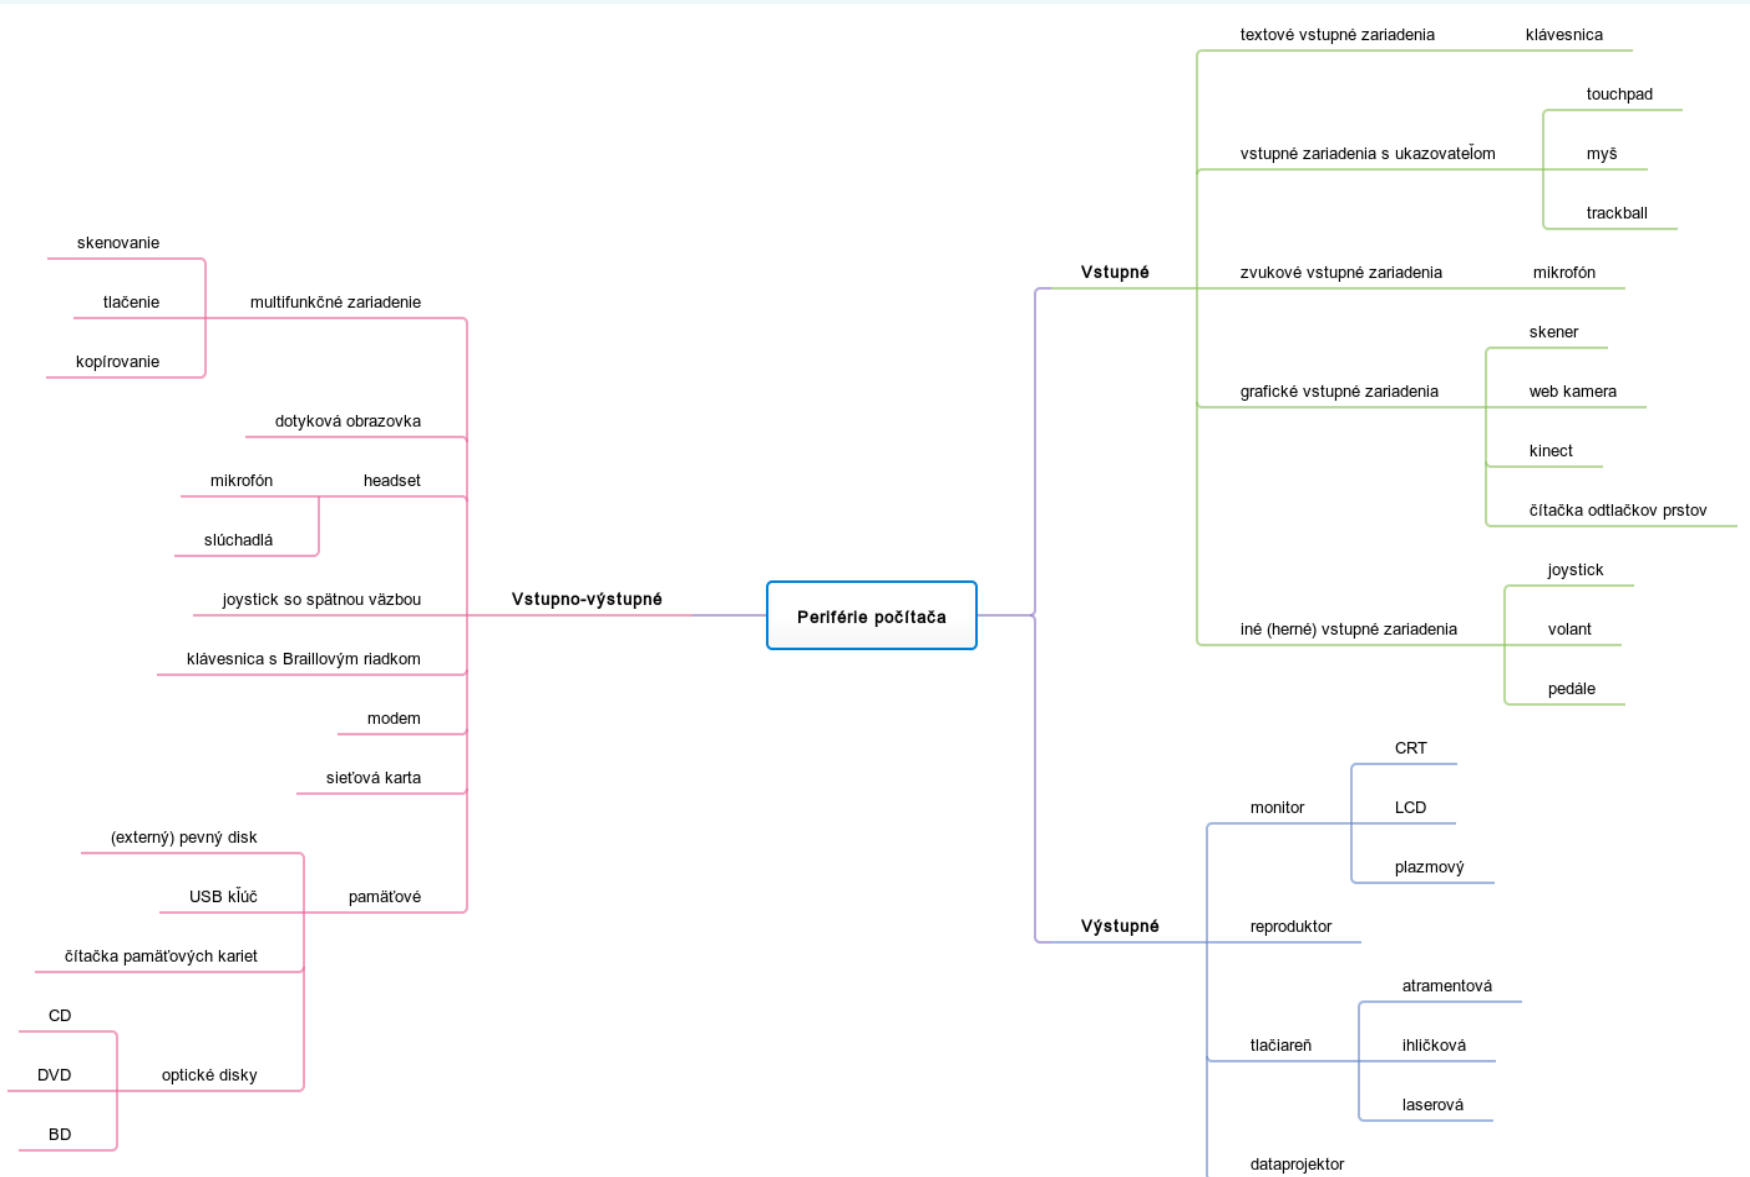 Periférie počítača
Vstupné
textové vstupné zariadenia
klávesnica
vstupné zariadenia s ukazovateľom
touchpad
myš
trackball
zvukové vstupné zariadenia
mikrofón
grafické vstupné zariadenia
skener
web kamera
kinect
čítačka odtlačkov prstov
iné (herné) vstupné zariadenia
joystick
volant
pedále
Výstupné
monitor
CRT
LCD
plazmový
reproduktor
tlačiareň
atramentová
ihličková
laserová
dataprojektor
Vstupno-výstupné
multifunkčné zariadenie
skenovanie
tlačenie
kopírovanie
dotyková obrazovka
headset
mikrofón
slúchadlá
joystick so spätnou väzbou
klávesnica s Braillovým riadkom
modem
sieťová karta
pamäťové
(externý) pevný disk
USB kľúč
čítačka pamäťových kariet
optické disky
CD
DVD
BD